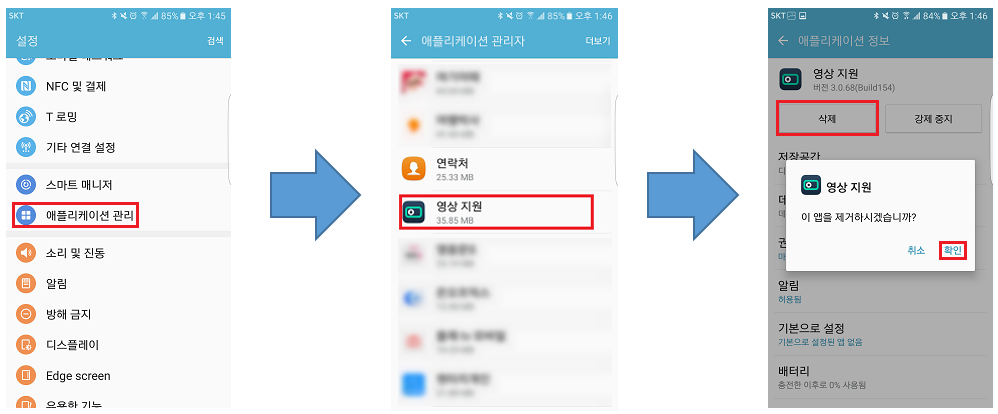 SKT 85% 오후 1:45
설정 검색
NFC 및 결제
T 로밍
기타 연결 설정
스마트 매니저
애플리케이션 관리
소리 및 진동
알림
방해 금지
디스플레이
Edge screen
유용한 기능
SKT 85% 오후 1:46
애플리케이션 관리자 더보기
연락처
25.33 MB
영상 지원
35.85 MB
SKT 84% 오후 1:46
애플리케이션 정보
영상 지원
버전 3.0.68(Build154)
삭제 강제 중지
저장공간
영상 지원
이 앱을 제거하시겠습니까?
취소 확인
알림
허용됨
기본으로 설정
기본으로 설정된 앱 없음
배터리
충전한 이후로 0% 사용됨